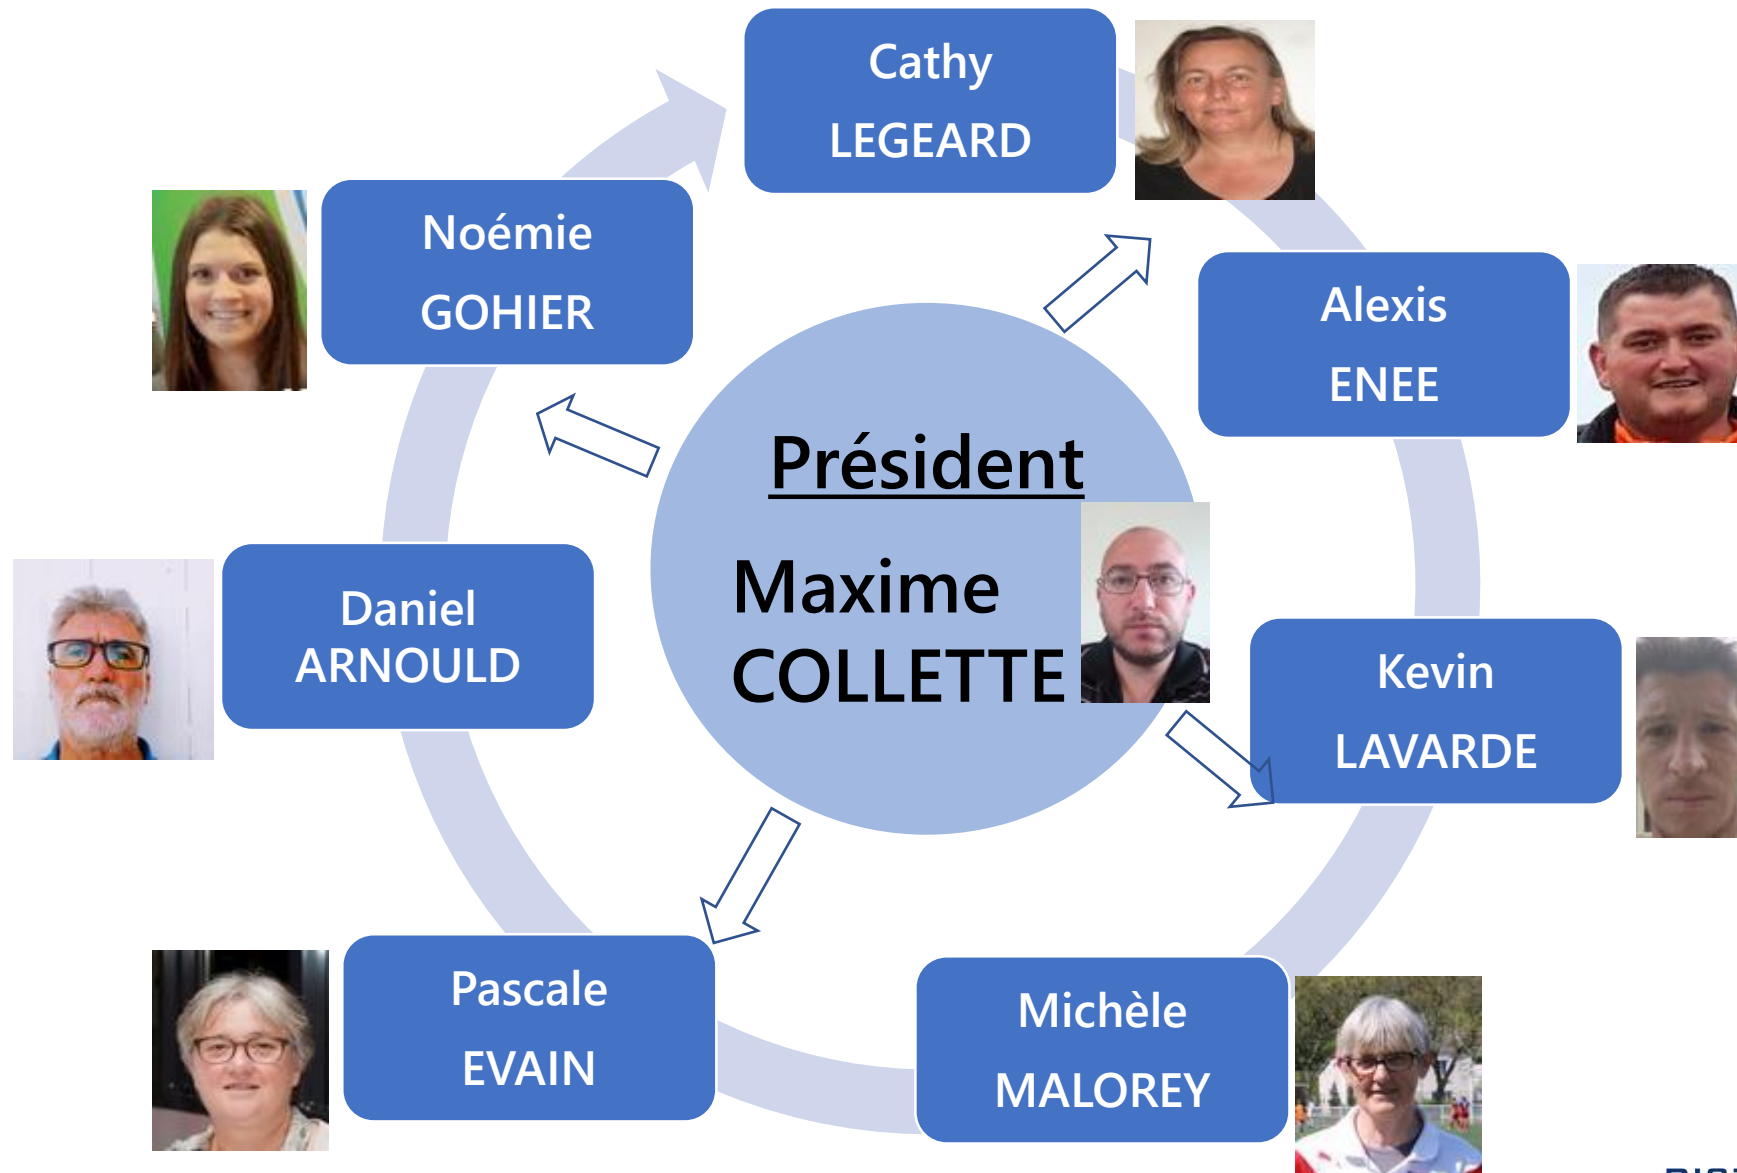 Cathy
LEGEARD
Noémie
GOHIER
Alexis
ENEE
Président
Maxime
COLLETTE
Daniel
ARNOULD
Kevin
LAVARDE
Pascale
EVAIN
Michèle
MALOREY